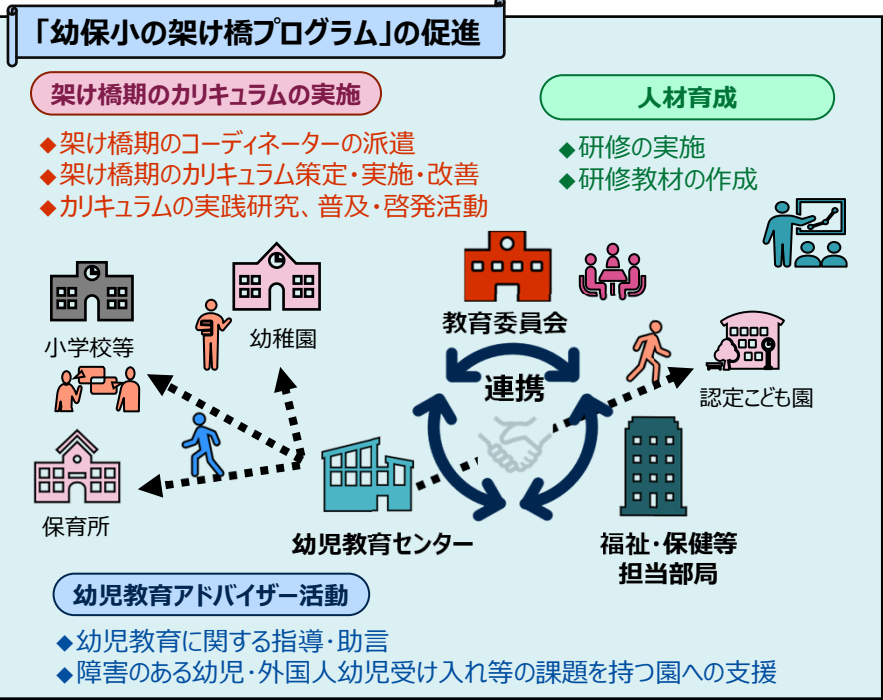 「幼保小の架け橋プログラム」の促進
架け橋期のカリキュラムの実施
◆架け橋期のコーディネーターの派遣
◆架け橋期のカリキュラム策定・実施・改善
◆カリキュラムの実践研究、普及・啓発活動
人材育成
◆研修の実施
◆研修教材の作成
小学校等
幼稚園
教育委員会
連携
認定こども園
保育所
幼児教育センター
福祉・保健等
担当部局
幼児教育アドバイザー活動
◆幼児教育に関する指導・助言
◆障害のある幼児・外国人幼児受け入れ等の課題を持つ園への支援